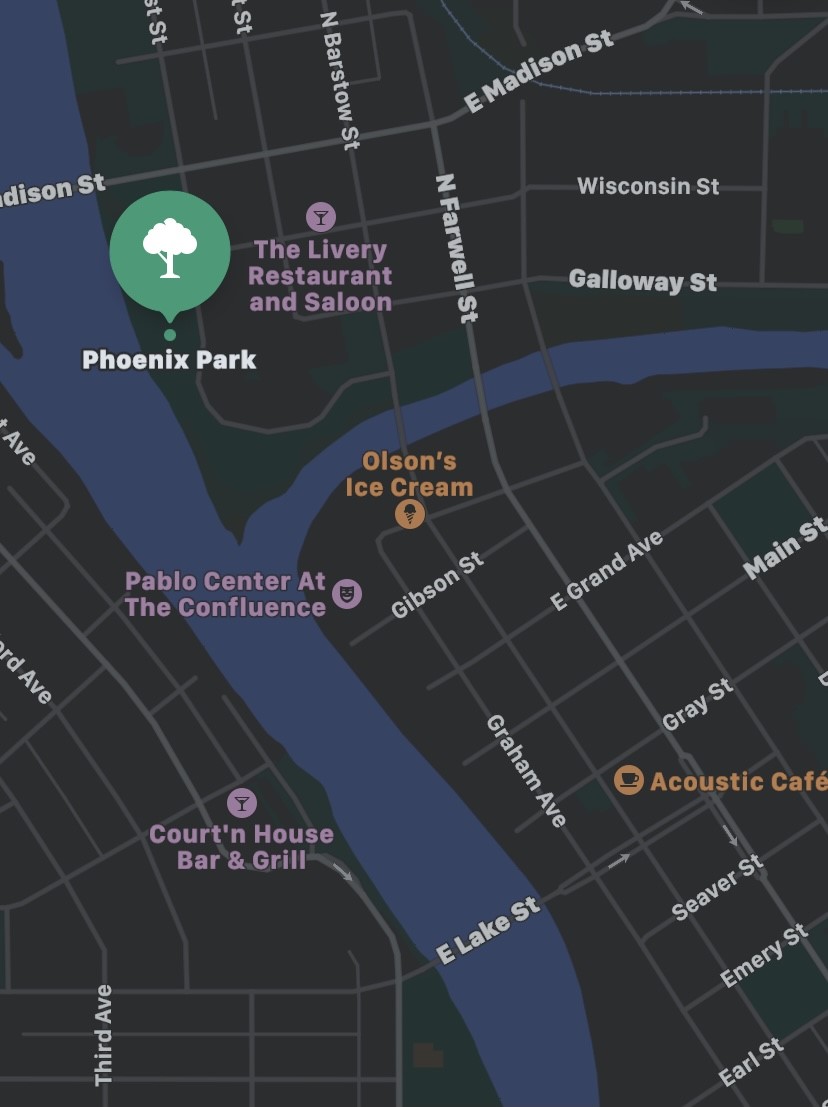 st St
t St
N Barstow St
E Madison St
adison St
Wisconsin St
N Farwell St
The Livery
Restaurant
and Saloon
Galloway St
Phoenix Park
t Ave
Olson's
Ice Cream
Main St
E Grand Ave
Gibson St
Pablo Center At
The Confluence
ord Ave
Gray St
D
Graham Ave
Acoustic Café
Court'n House
Bar & Grill
Seaver St
E Lake St
Emery St
Third Ave
Earl St